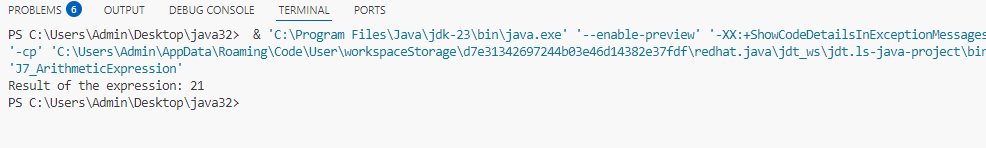 PROBLEMS 6 OUTPUT DEBUG CONSOLE TERMINAL PORTS
PS C:\Users\Admin\Desktop\java32>  & 'C:\Program Files\Java\jdk-23\bin\java.exe' '--enable-preview' '-XX:+ShowCodeDetailsInExceptionMessages
'-cp' 'C:\Users\Admin\AppData\Roaming\Code\User\workspaceStorage\d7e31342697244b03e46d14382e37fdf\redhat.java\jdt_ws\jdt.ls-java-project\bin
'J7_ArithmeticExpression'
Result of the expression: 21
PS C:\Users\Admin\Desktop\java32>